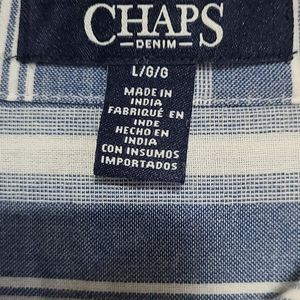 CHAPS
DENIM
L/G/G
MADE IN
INDIA
FABRIQUÉ EN
INDE
HECHO EN
INDIA
CON INSUMOS
IMPORTADOS